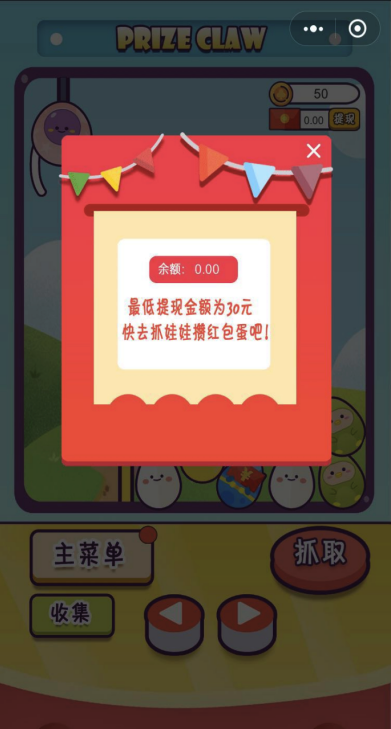 PRIZE CLAW
50
0.00 提现
余额: 0.00
最低提现金额为30元
快去抓娃娃攒红包蛋吧!
主菜单
抓取
收集